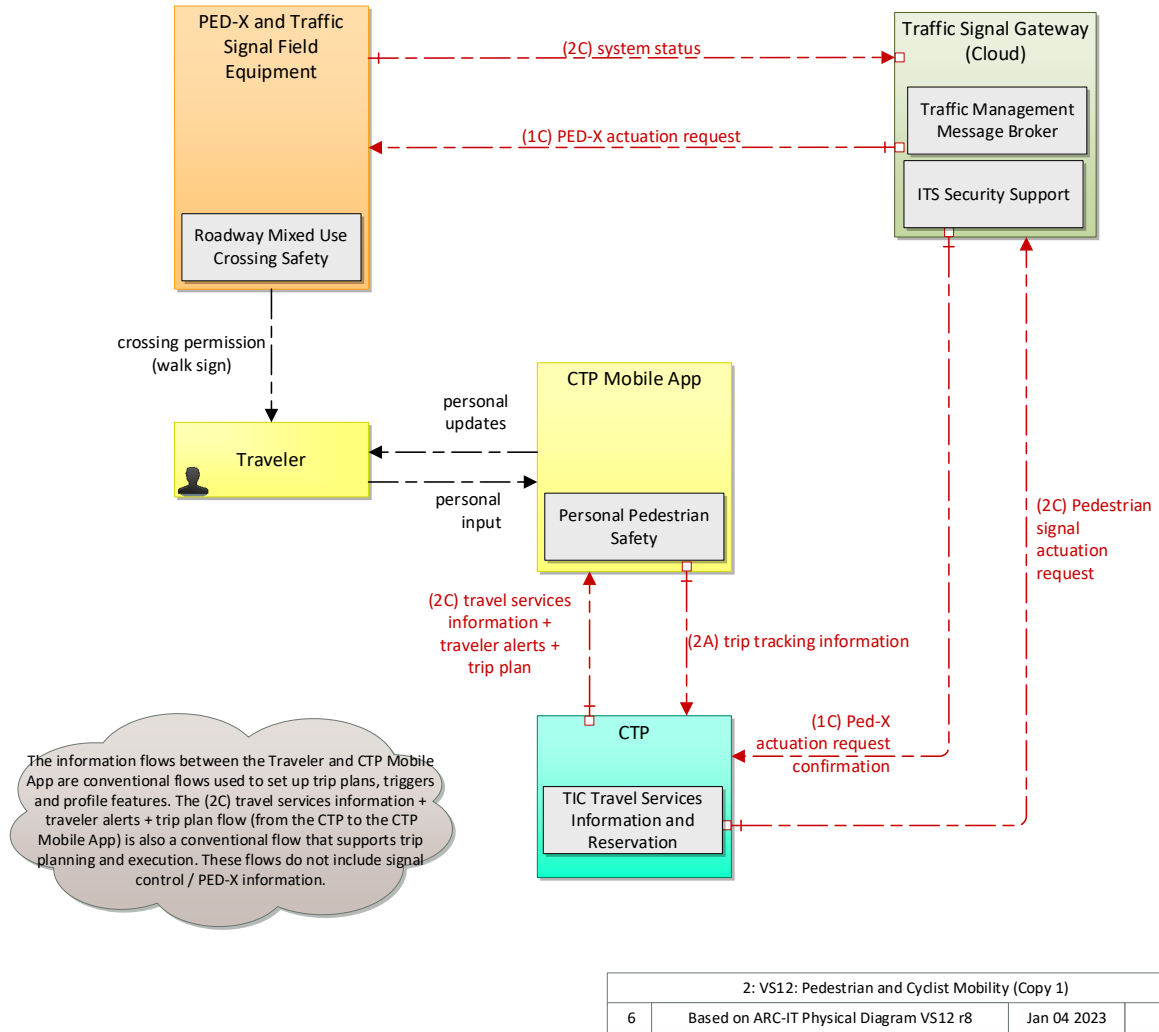 PED-X and Traffic
Signal Field
Equipment
Roadway Mixed Use
Crossing Safety
(2C) system status
(1C) PED-X actuation request
Traffic Signal Gateway
(Cloud)
Traffic Management
Message Broker
ITS Security Support
crossing permission
(walk sign)
Traveler
personal
updates
personal
input
CTP Mobile App
Personal Pedestrian
Safety
(2C) Pedestrian
signal
actuation
request
(2C) travel services
information +
traveler alerts +
trip plan
(2A) trip tracking information
(1C) Ped-X
actuation request
confirmation
CTP
TIC Travel Services
Information and
Reservation
The information flows between the Traveler and CTP Mobile
App are conventional flows used to set up trip plans, triggers
and profile features. The (2C) travel services information +
traveler alerts + trip plan flow (from the CTP to the CTP
Mobile App) is also a conventional flow that supports trip
planning and execution. These flows do not include signal
control / PED-X information.
2: VS12: Pedestrian and Cyclist Mobility (Copy 1)
6 Based on ARC-IT Physical Diagram VS12 r8 Jan 04 2023